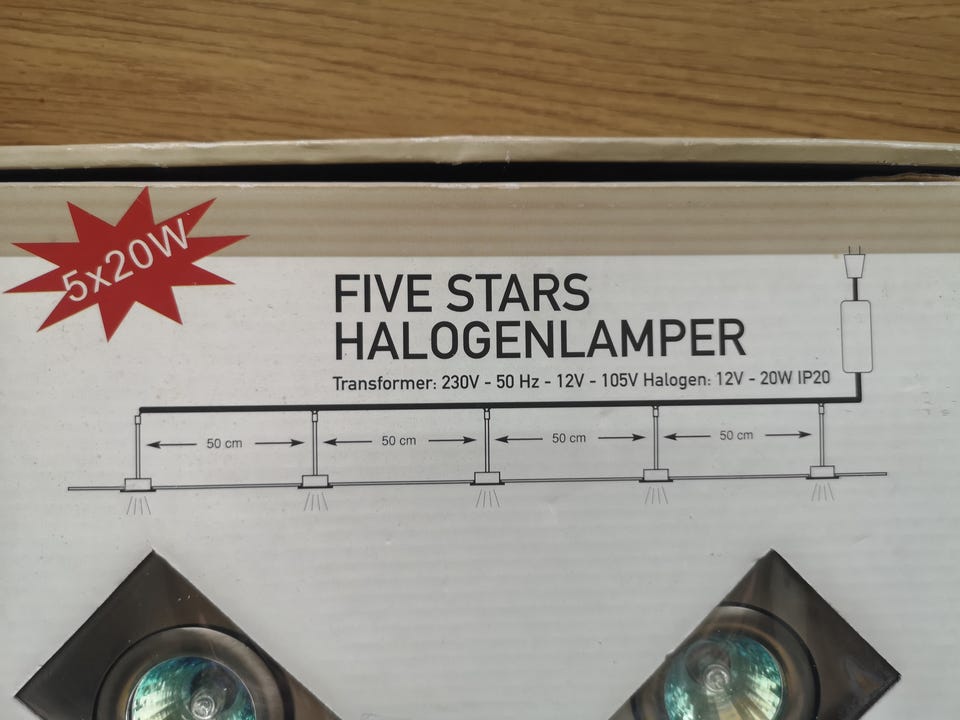 5x20W
FIVE STARS
HALOGENLAMPER
Transformer: 230V - 50 Hz - 12V - 105V Halogen: 12V - 20W IP20
50 cm 50 cm 50 cm 50 cm